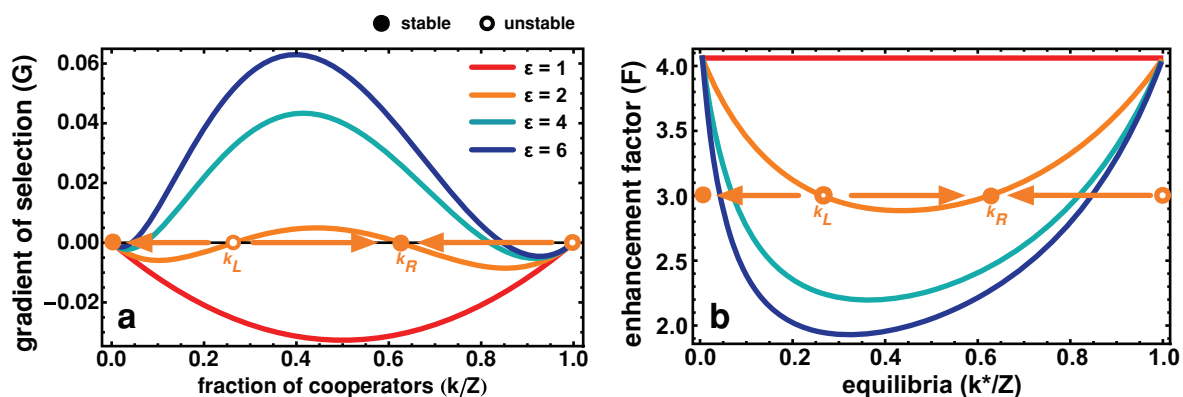 stable unstable
gradient of selection (G)
0.06
0.04
0.02
0.00
−0.02
ε = 1
ε = 2
ε = 4
ε = 6
k_L
k_R
a
0.0 0.2 0.4 0.6 0.8 1.0
fraction of cooperators (k/Z)
enhancement factor (F)
4.0
3.5
3.0
2.5
2.0
k_L
k_R
b
0.0 0.2 0.4 0.6 0.8 1.0
equilibria (k*/Z)